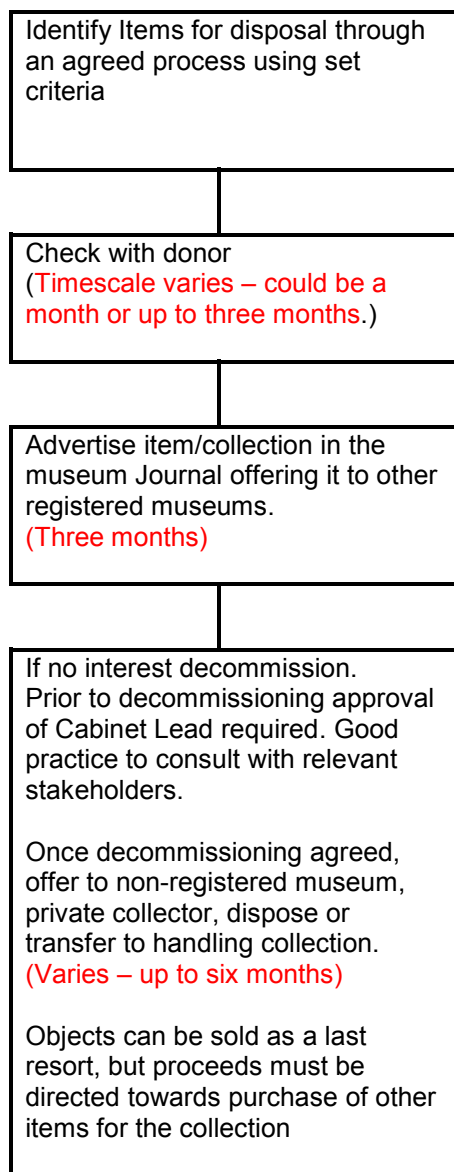 Identify Items for disposal through
an agreed process using set
criteria
Check with donor
(Timescale varies – could be a
month or up to three months.)
Advertise item/collection in the
museum Journal offering it to other
registered museums.
(Three months)
If no interest decommission.
Prior to decommissioning approval
of Cabinet Lead required. Good
practice to consult with relevant
stakeholders.
Once decommissioning agreed,
offer to non-registered museum,
private collector, dispose or
transfer to handling collection.
(Varies – up to six months)
Objects can be sold as a last
resort, but proceeds must be
directed towards purchase of other
items for the collection